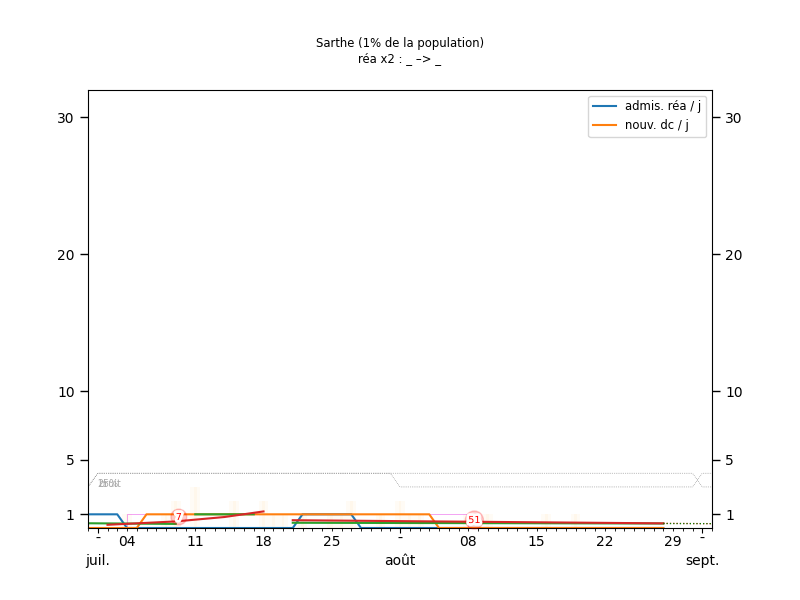 Sarthe (1% de la population)
réa x2 : _ –> _
admis. réa / j
nouv. dc / j
30 30
20 20
10 10
5 5
1 1
7
51
- 04 11 18 25 - 08 15 22 29 -
juil. août sept.